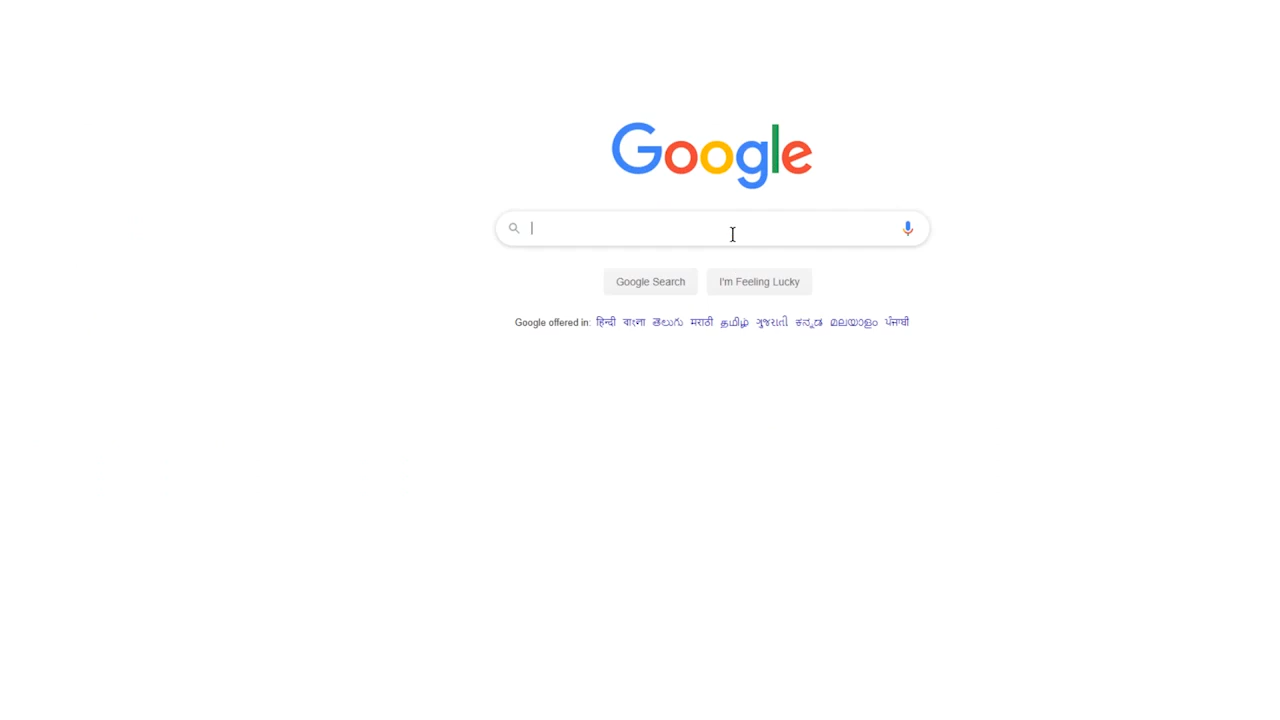 Google
Google Search I'm Feeling Lucky
Google offered in: हिन्दी বাংলা తెలుగు मराठी தமிழ் ગુજરાતી ಕನ್ನಡ മലയാളം ਪੰਜਾਬੀ